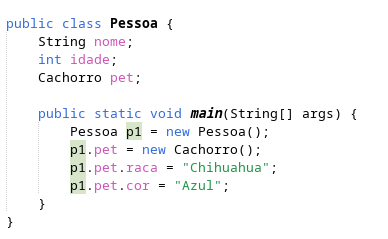 public class Pessoa {
    String nome;
    int idade;
    Cachorro pet;

    public static void main(String[] args) {
        Pessoa p1 = new Pessoa();
        p1.pet = new Cachorro();
        p1.pet.raca = "Chihuahua";
        p1.pet.cor = "Azul";
    }
}